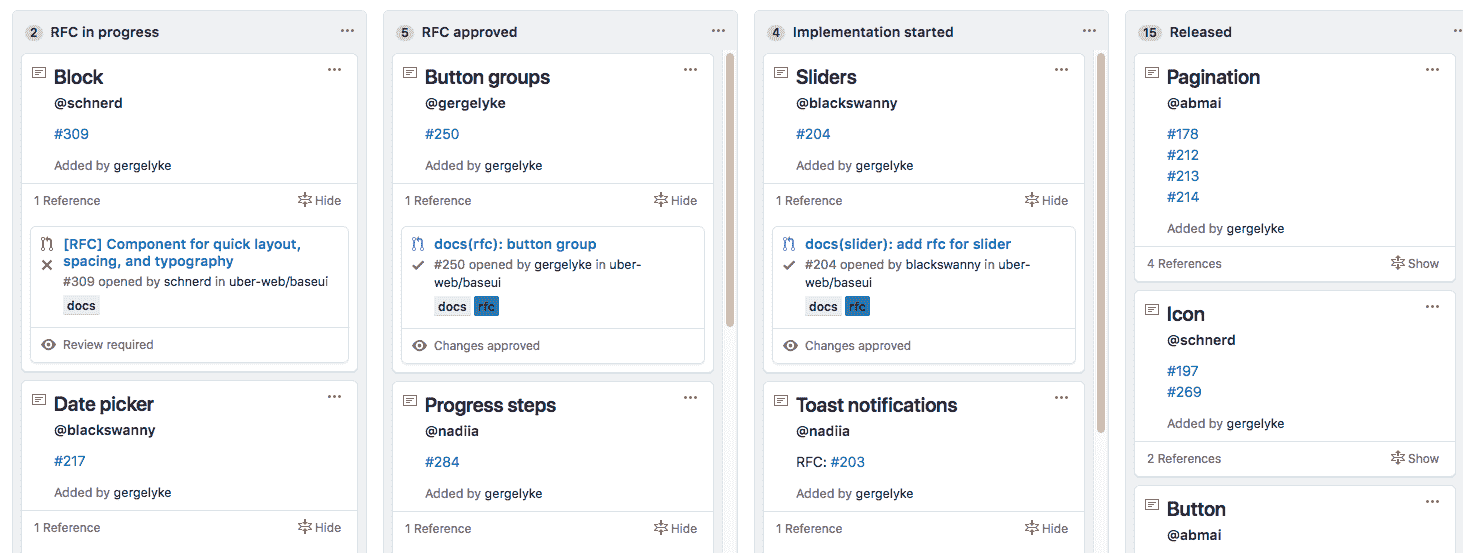 2 RFC in progress
Block
@schnerd
#309
Added by gergelyke
1 Reference Hide
[RFC] Component for quick layout,
spacing, and typography
#309 opened by schnerd in uber-web/baseui
docs
Review required
Date picker
@blackswanny
#217
Added by gergelyke
1 Reference Hide
5 RFC approved
Button groups
@gergelyke
#250
Added by gergelyke
1 Reference Hide
docs(rfc): button group
#250 opened by gergelyke in uber-
web/baseui
docs rfc
Changes approved
Progress steps
@nadiia
#284
Added by gergelyke
1 Reference Hide
4 Implementation started
Sliders
@blackswanny
#204
Added by gergelyke
1 Reference Hide
docs(slider): add rfc for slider
#204 opened by blackswanny in uber-
web/baseui
docs rfc
Changes approved
Toast notifications
@nadiia
RFC: #203
Added by gergelyke
1 Reference Hide
15 Released
Pagination
@abmai
#178
#212
#213
#214
Added by gergelyke
4 References Show
Icon
@schnerd
#197
#269
Added by gergelyke
2 References Show
Button
@abmai